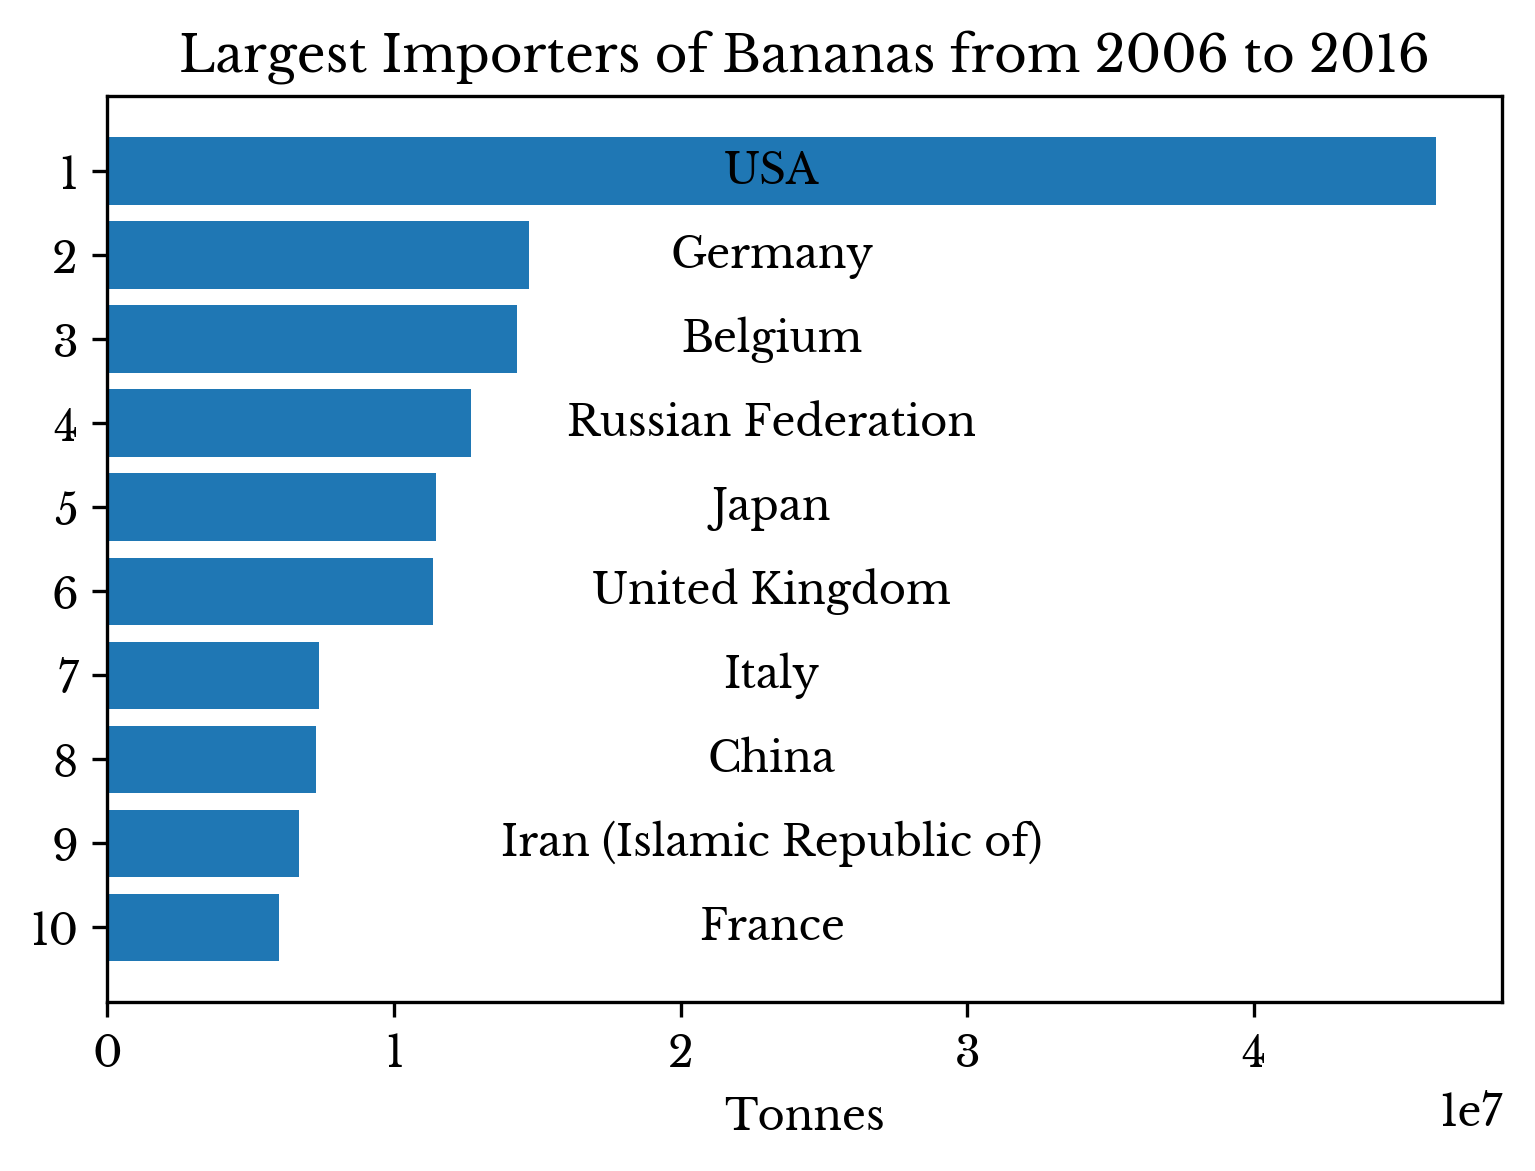 Largest Importers of Bananas from 2006 to 2016
1 USA
2 Germany
3 Belgium
4 Russian Federation
5 Japan
6 United Kingdom
7 Italy
8 China
9 Iran (Islamic Republic of)
10 France
0 1 2 3 4
Tonnes 1e7